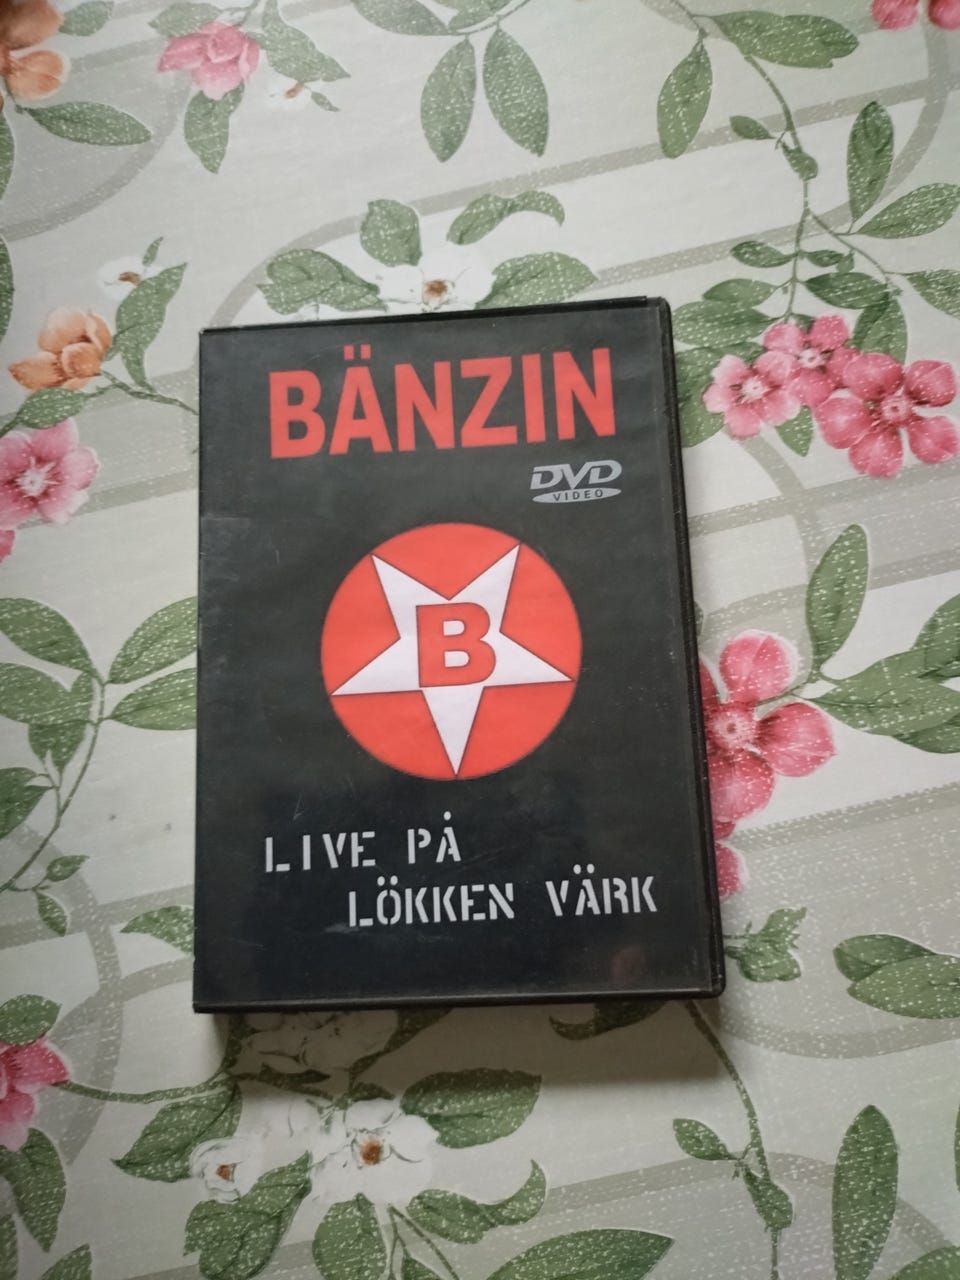 BÄNZIN
DVD
VIDEO
B
LIVE PÅ
LÖKKEN VÄRK